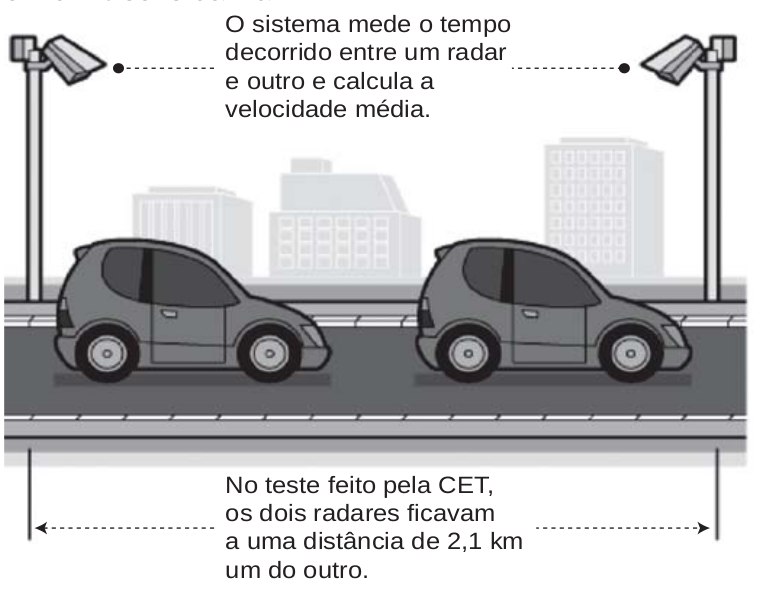 O sistema mede o tempo
decorrido entre um radar
e outro e calcula a
velocidade média.
No teste feito pela CET,
os dois radares ficavam
a uma distância de 2,1 km
um do outro.